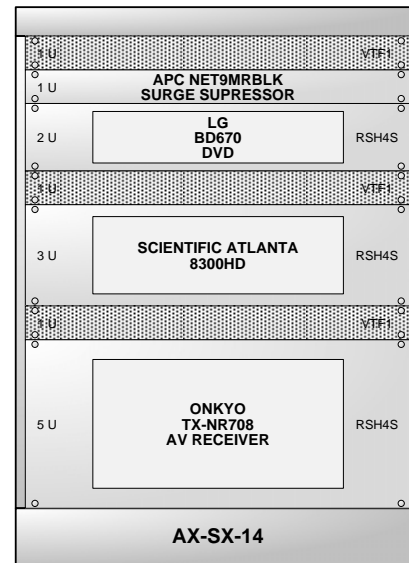 1 U VTF1
1 U APC NET9MRBLK
SURGE SUPRESSOR
LG
2 U BD670 RSH4S
DVD
1 U VTF1
SCIENTIFIC ATLANTA
3 U 8300HD RSH4S
1 U VTF1
ONKYO
5 U TX-NR708 RSH4S
AV RECEIVER
AX-SX-14